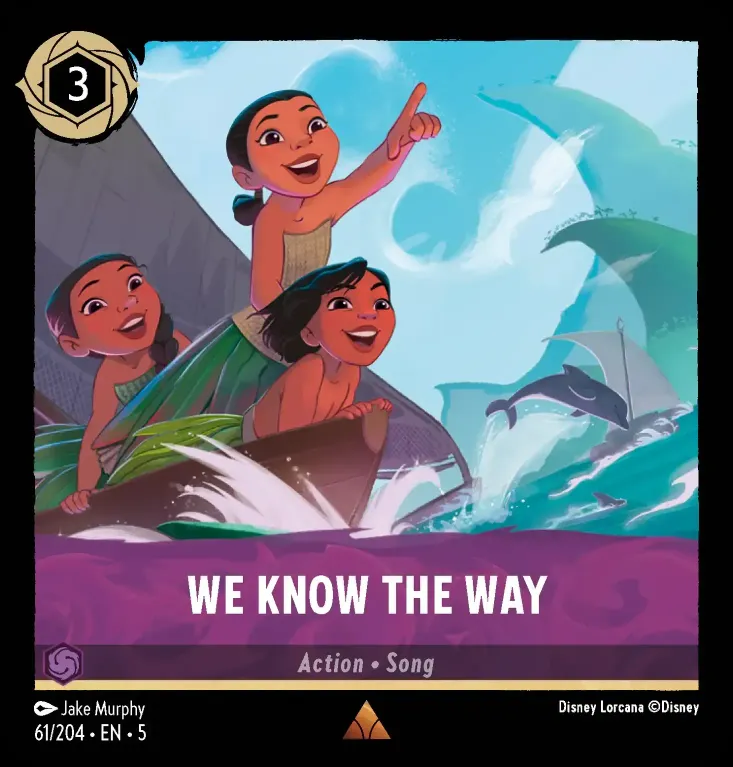 3
WE KNOW THE WAY
Action • Song
Jake Murphy
61/204 • EN • 5
Disney Lorcana ©Disney